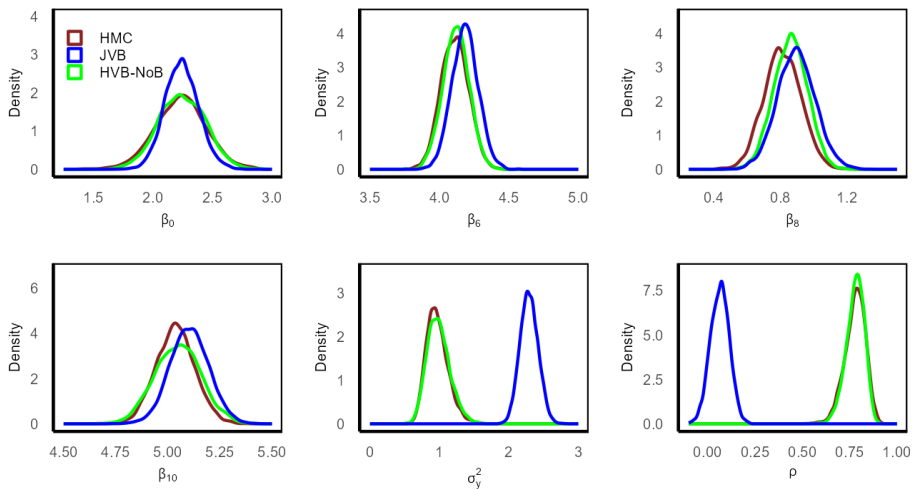 4
3
2
1
0
Density
HMC
JVB
HVB-NoB
1.5 2.0 2.5 3.0
β0
4
3
2
1
0
Density
3.5 4.0 4.5 5.0
β6
4
3
2
1
0
Density
0.4 0.8 1.2
β8
6
4
2
0
Density
4.50 4.75 5.00 5.25 5.50
β10
3
2
1
0
Density
0 1 2 3
σ²y
7.5
5.0
2.5
0.0
Density
0.00 0.25 0.50 0.75 1.00
ρ